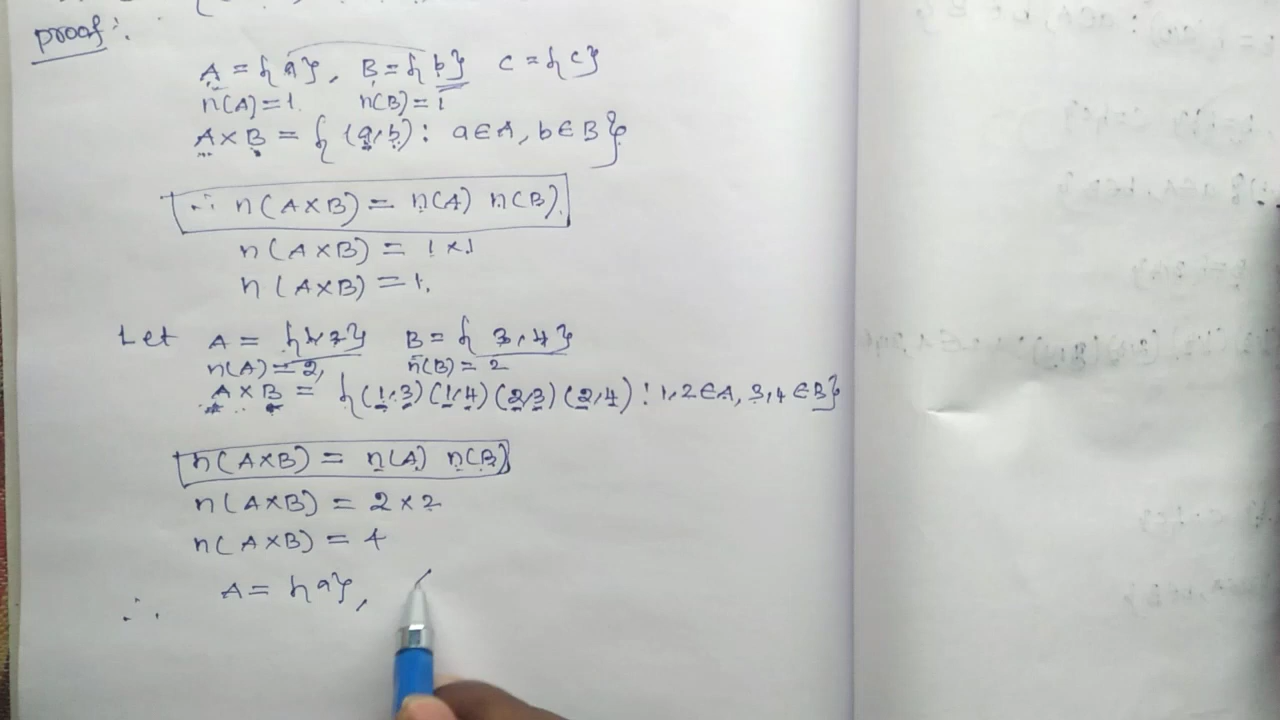 proof:
A = {a}, B = {b} C = {c}
n(A) = 1. n(B) = 1
A × B = { (a,b) : a ∈ A, b ∈ B }
∴ n(A×B) = n(A) n(B).
n(A×B) = 1 × 1
n(A×B) = 1.
Let A = {1,2} B = { 3,4 }
n(A) = 2, n(B) = 2
A × B = {(1,3) (1,4) (2,3) (2,4) : 1,2 ∈ A, 3,4 ∈ B}
n(A×B) = n(A) n(B)
n(A×B) = 2 × 2
n(A×B) = 4
∴ A = {a},